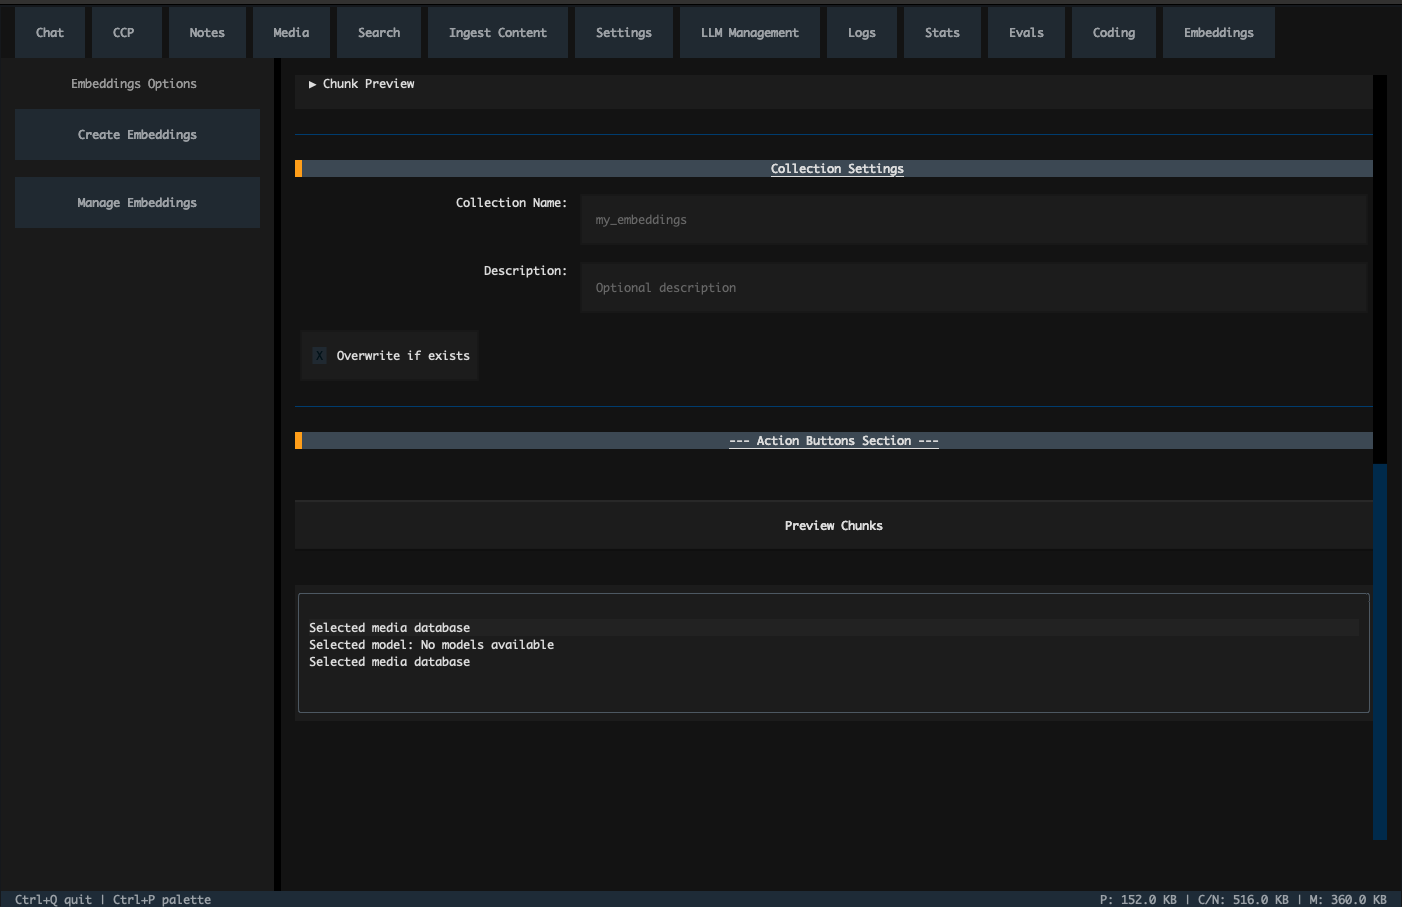 Chat CCP Notes Media Search Ingest Content Settings LLM Management Logs Stats Evals Coding Embeddings
Embeddings Options
Create Embeddings
Manage Embeddings
▶ Chunk Preview
Collection Settings
Collection Name:
my_embeddings
Description:
Optional description
X Overwrite if exists
--- Action Buttons Section ---
Preview Chunks
Selected media database
Selected model: No models available
Selected media database
Ctrl+Q quit | Ctrl+P palette
P: 152.0 KB | C/N: 516.0 KB | M: 360.0 KB